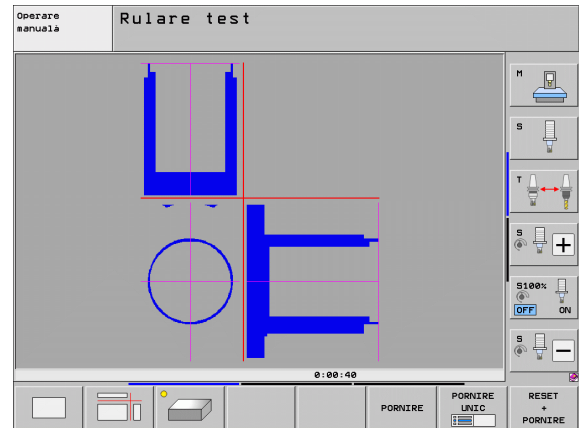 Operare
manuală
Rulare test
M
S
T
S
S100%
OFF ON
S
0:00:40
PORNIRE
PORNIRE
UNIC
RESET
+
PORNIRE